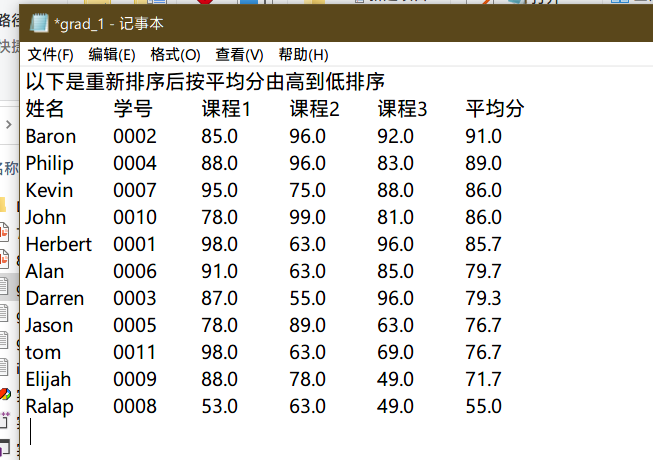 *grad_1 - 记事本
文件(F) 编辑(E) 格式(O) 查看(V) 帮助(H)
以下是重新排序后按平均分由高到低排序
姓名 学号 课程1 课程2 课程3 平均分
Baron 0002 85.0 96.0 92.0 91.0
Philip 0004 88.0 96.0 83.0 89.0
Kevin 0007 95.0 75.0 88.0 86.0
John 0010 78.0 99.0 81.0 86.0
Herbert 0001 98.0 63.0 96.0 85.7
Alan 0006 91.0 63.0 85.0 79.7
Darren 0003 87.0 55.0 96.0 79.3
Jason 0005 78.0 89.0 63.0 76.7
tom 0011 98.0 63.0 69.0 76.7
Elijah 0009 88.0 78.0 49.0 71.7
Ralap 0008 53.0 63.0 49.0 55.0